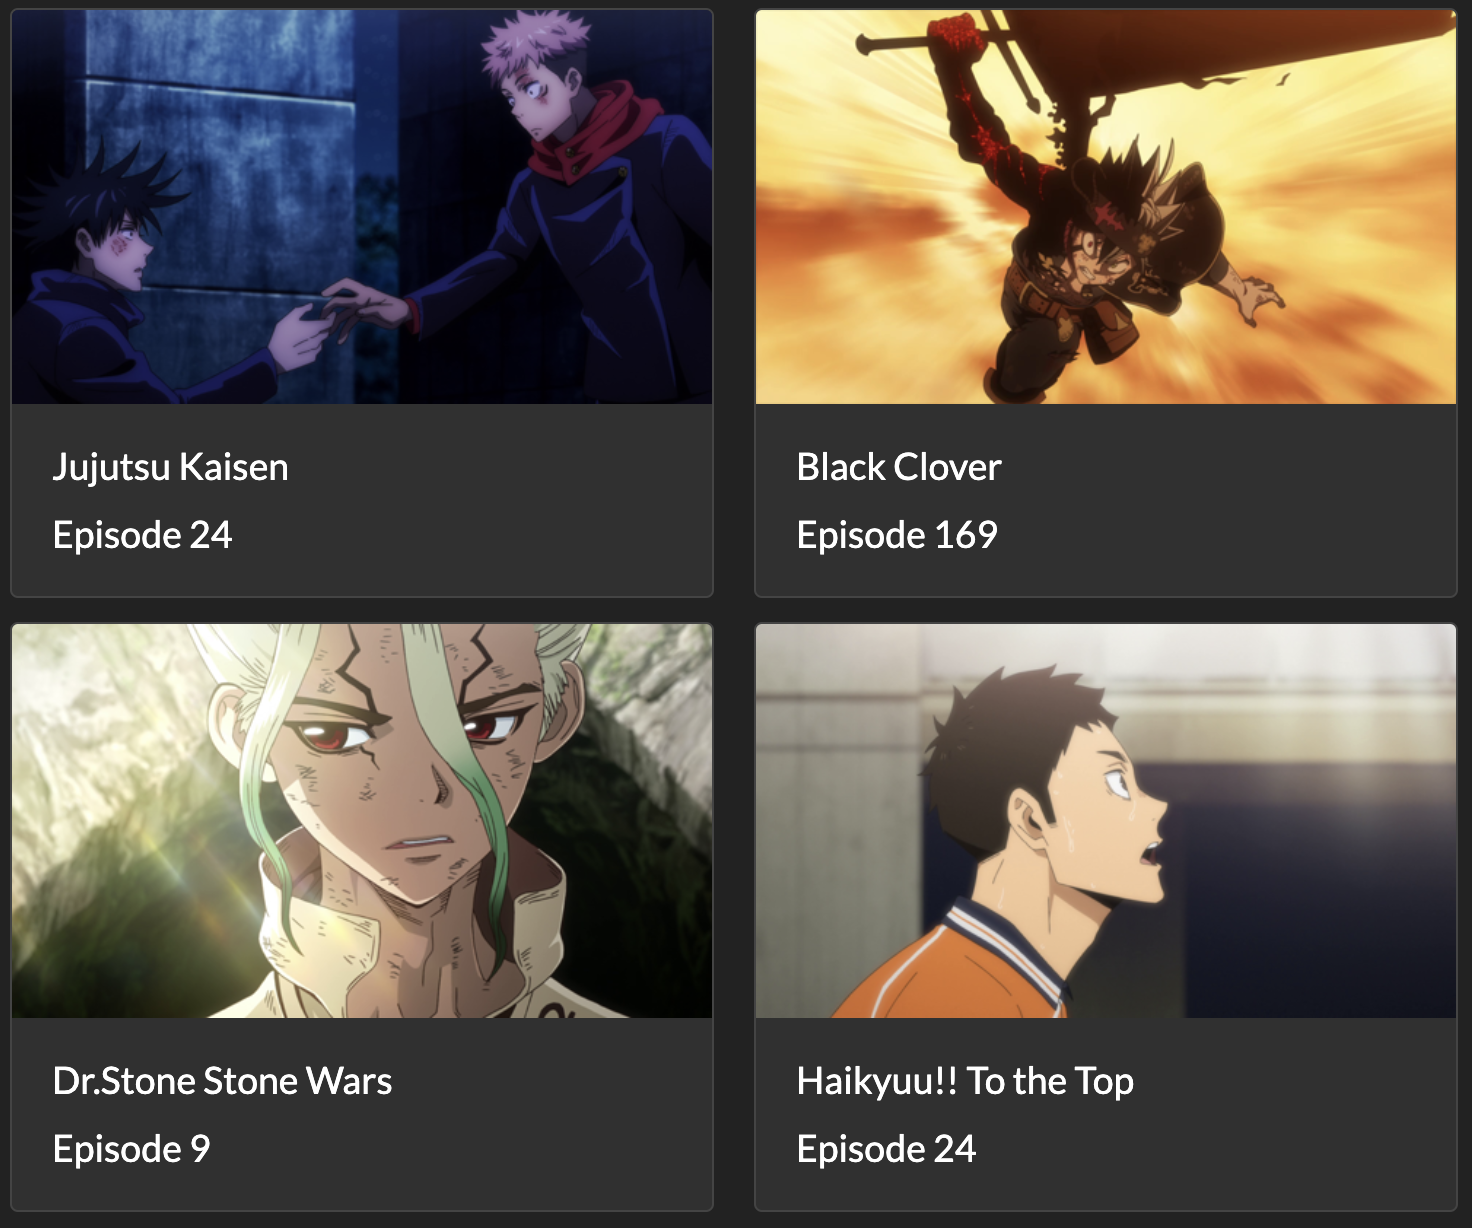 Jujutsu Kaisen
Episode 24
Black Clover
Episode 169
Dr.Stone Stone Wars
Episode 9
Haikyuu!! To the Top
Episode 24